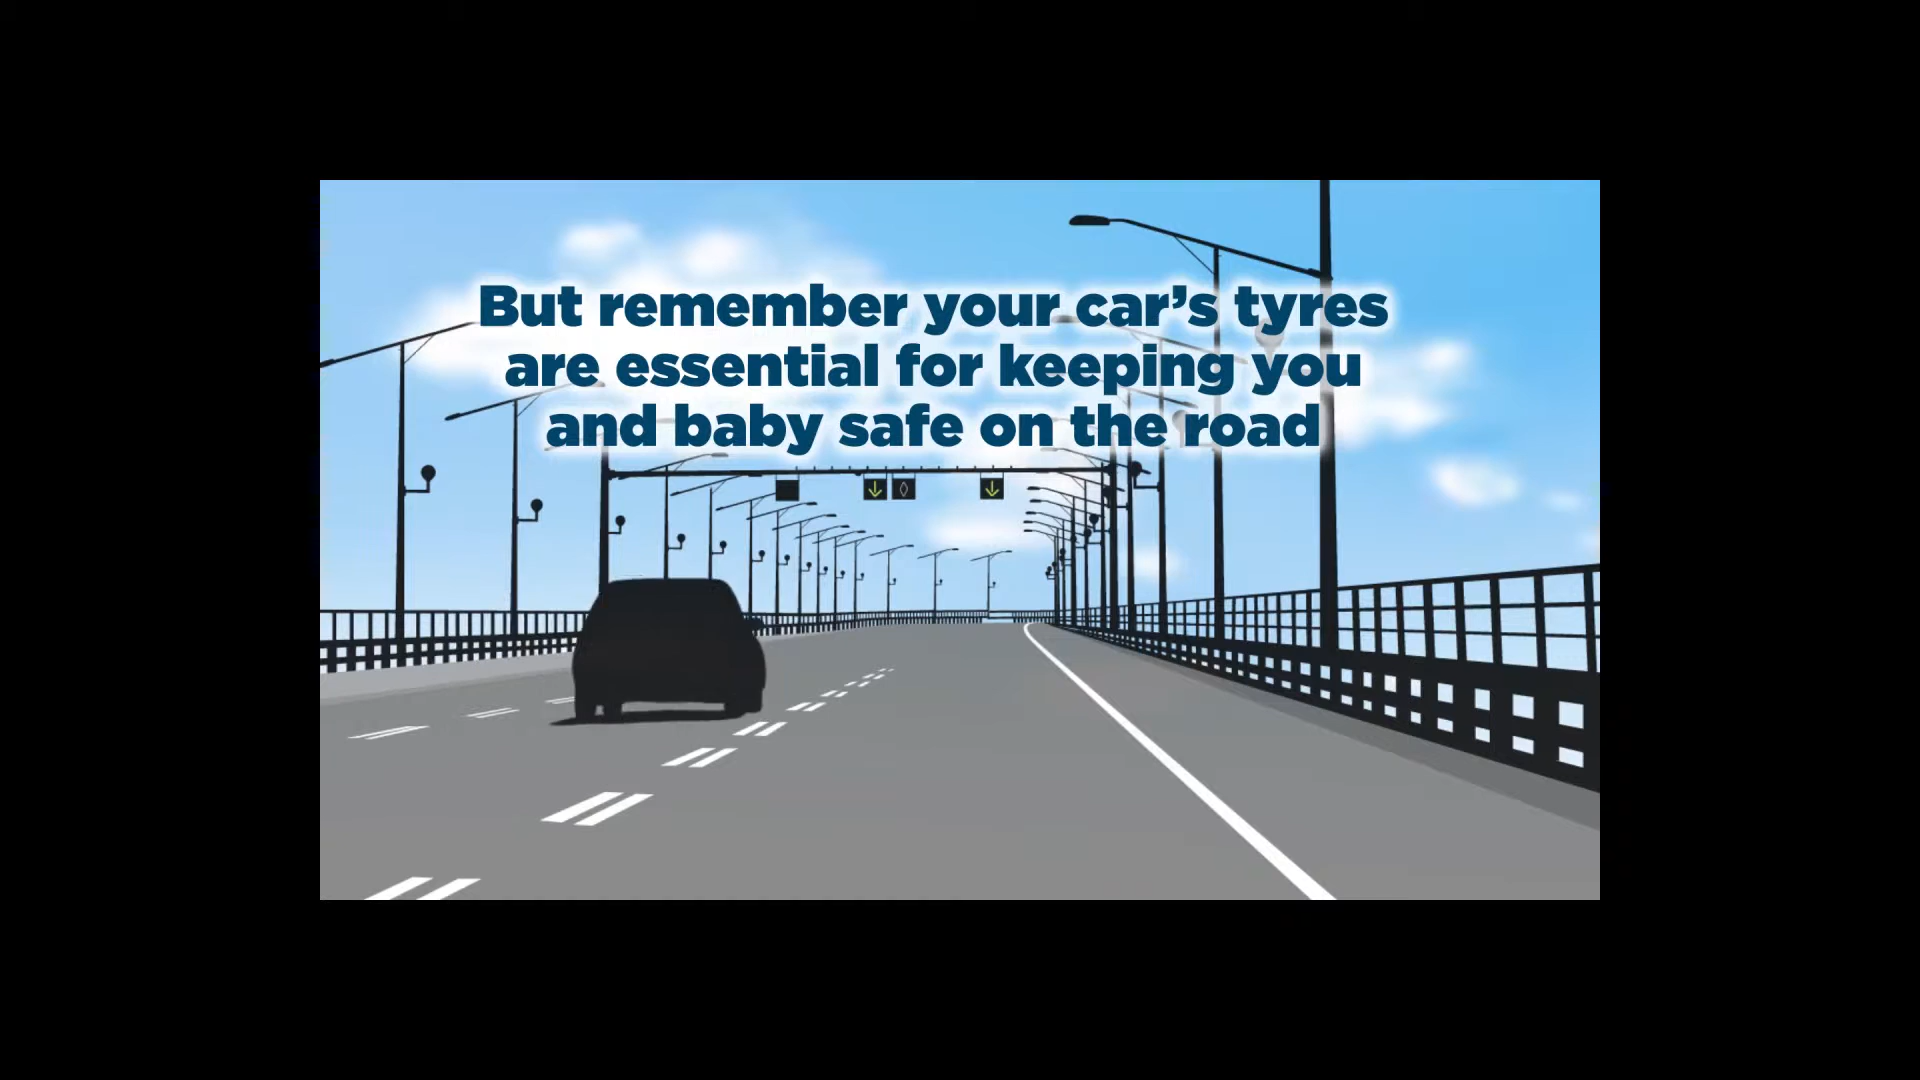 But remember your car’s tyres
are essential for keeping you
and baby safe on the road